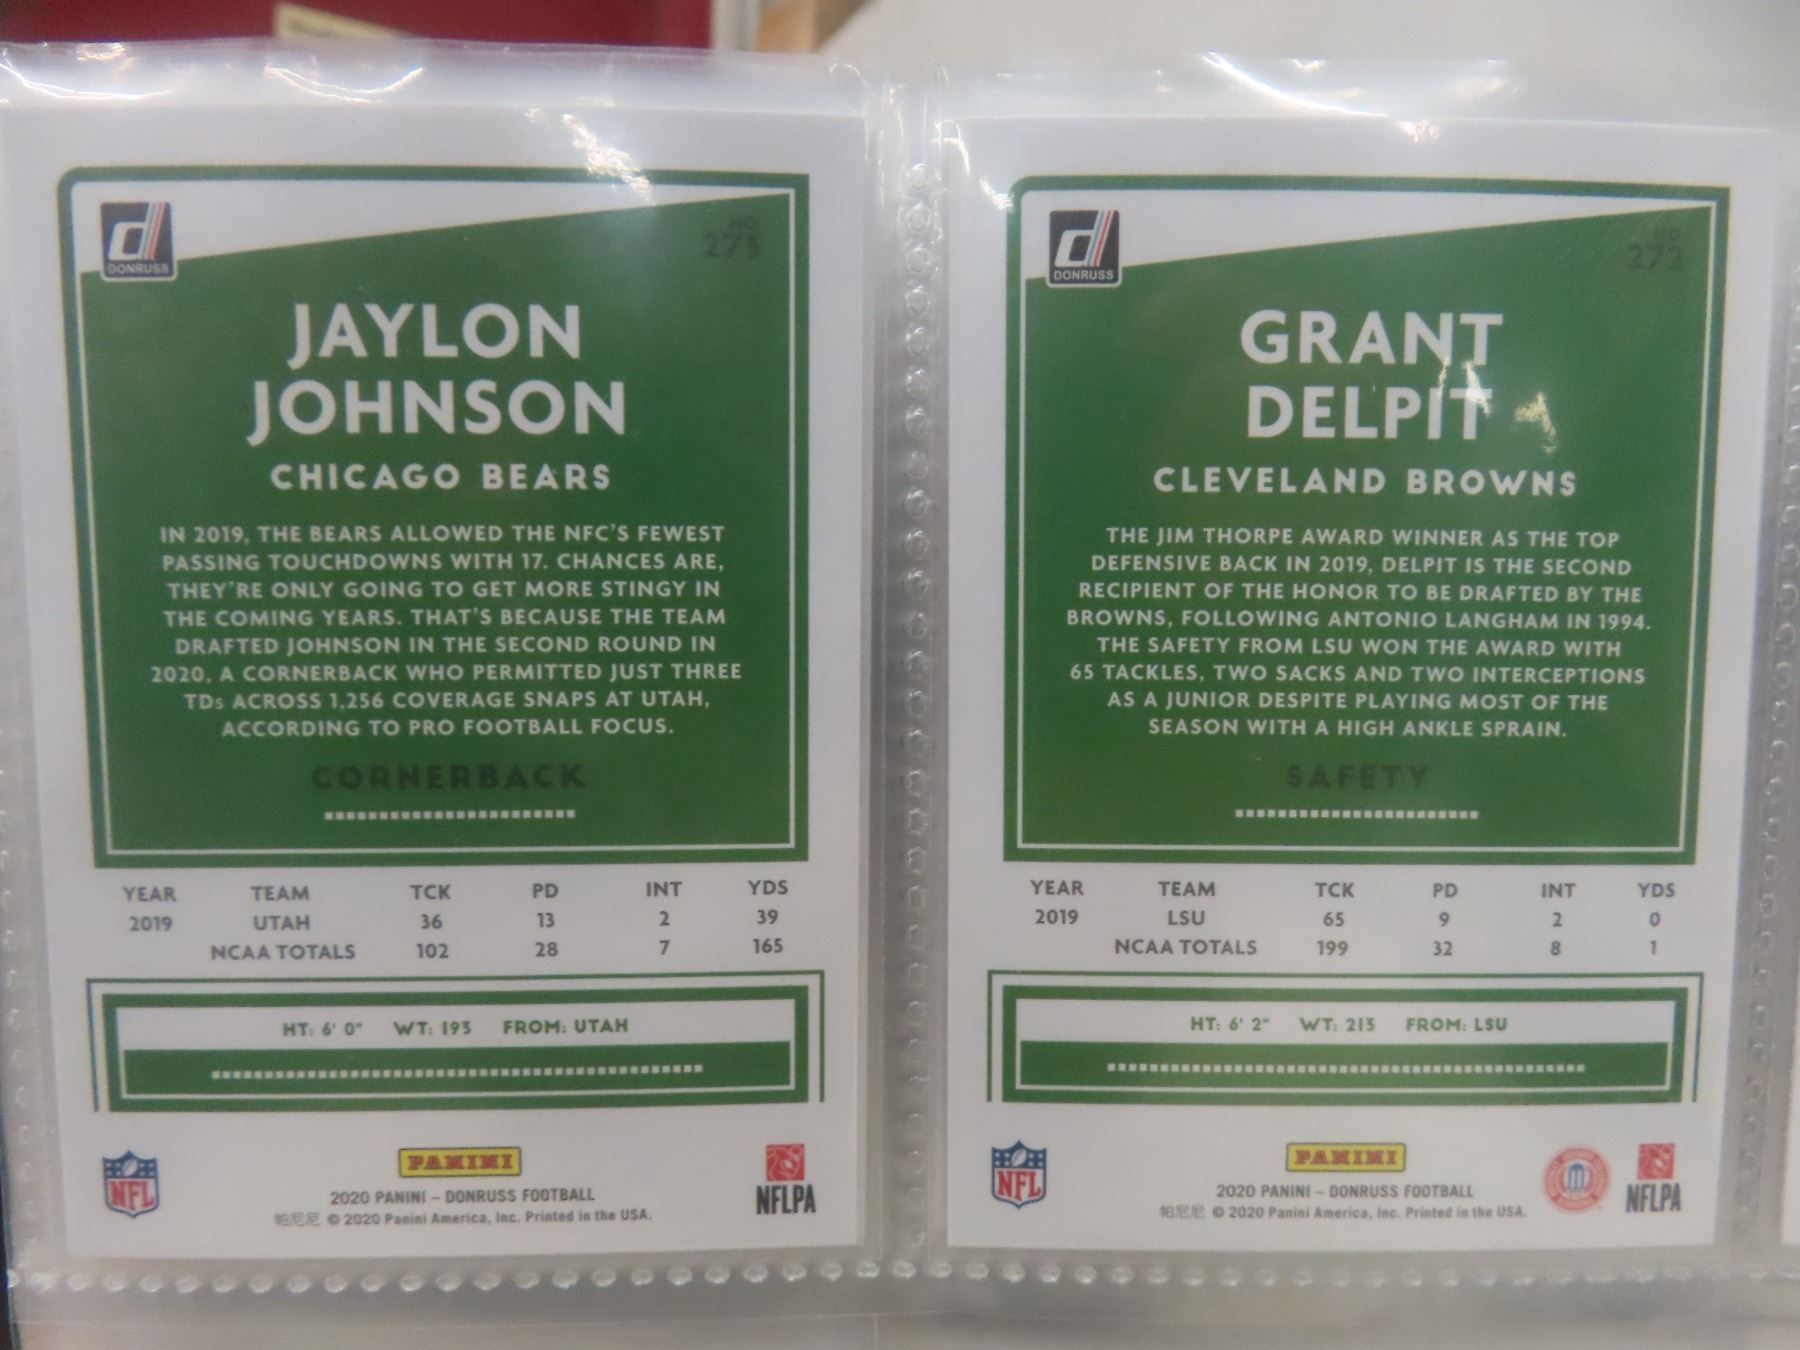 DONRUSS
NO
273
JAYLON
JOHNSON
CHICAGO BEARS
IN 2019, THE BEARS ALLOWED THE NFC'S FEWEST
PASSING TOUCHDOWNS WITH 17. CHANCES ARE,
THEY'RE ONLY GOING TO GET MORE STINGY IN
THE COMING YEARS. THAT'S BECAUSE THE TEAM
DRAFTED JOHNSON IN THE SECOND ROUND IN
2020, A CORNERBACK WHO PERMITTED JUST THREE
TDs ACROSS 1,256 COVERAGE SNAPS AT UTAH,
ACCORDING TO PRO FOOTBALL FOCUS.
CORNERBACK
YEAR TEAM TCK PD INT YDS
2019 UTAH 36 13 2 39
NCAA TOTALS 102 28 7 165
HT: 6' 0" WT: 193 FROM: UTAH
NFL
PANINI
NFLPA
2020 PANINI – DONRUSS FOOTBALL
帕尼尼 © 2020 Panini America, Inc. Printed in the USA.
DONRUSS
NO
272
GRANT
DELPIT
CLEVELAND BROWNS
THE JIM THORPE AWARD WINNER AS THE TOP
DEFENSIVE BACK IN 2019, DELPIT IS THE SECOND
RECIPIENT OF THE HONOR TO BE DRAFTED BY THE
BROWNS, FOLLOWING ANTONIO LANGHAM IN 1994.
THE SAFETY FROM LSU WON THE AWARD WITH
65 TACKLES, TWO SACKS AND TWO INTERCEPTIONS
AS A JUNIOR DESPITE PLAYING MOST OF THE
SEASON WITH A HIGH ANKLE SPRAIN.
SAFETY
YEAR TEAM TCK PD INT YDS
2019 LSU 65 9 2 0
NCAA TOTALS 199 32 8 1
HT: 6' 2" WT: 213 FROM: LSU
NFL
PANINI
NFLPA
2020 PANINI – DONRUSS FOOTBALL
帕尼尼 © 2020 Panini America, Inc. Printed in the USA.